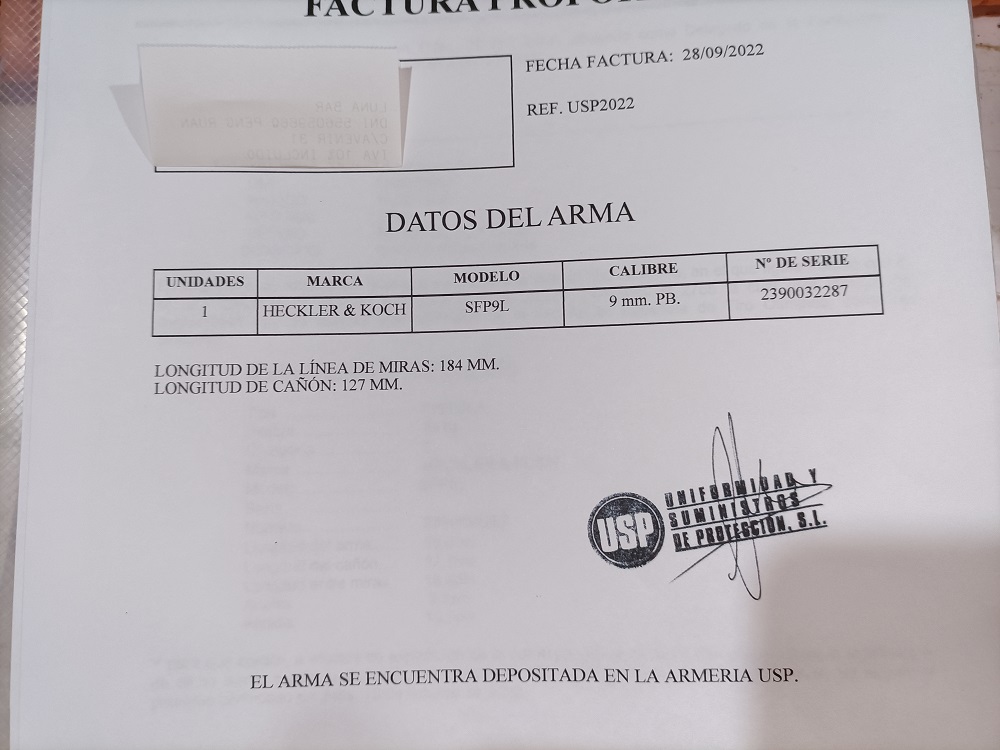 FACTURA PROFO
FECHA FACTURA: 28/09/2022
REF. USP2022
LUNA BAR
DATOS DEL ARMA
UNIDADES MARCA MODELO CALIBRE Nº DE SERIE
1 HECKLER & KOCH SFP9L 9 mm. PB. 2390032287
LONGITUD DE LA LÍNEA DE MIRAS: 184 MM.
LONGITUD DE CAÑÓN: 127 MM.
USP
UNIFORMIDAD Y
SUMINISTROS
DE PROTECCIÓN, S.L.
EL ARMA SE ENCUENTRA DEPOSITADA EN LA ARMERIA USP.